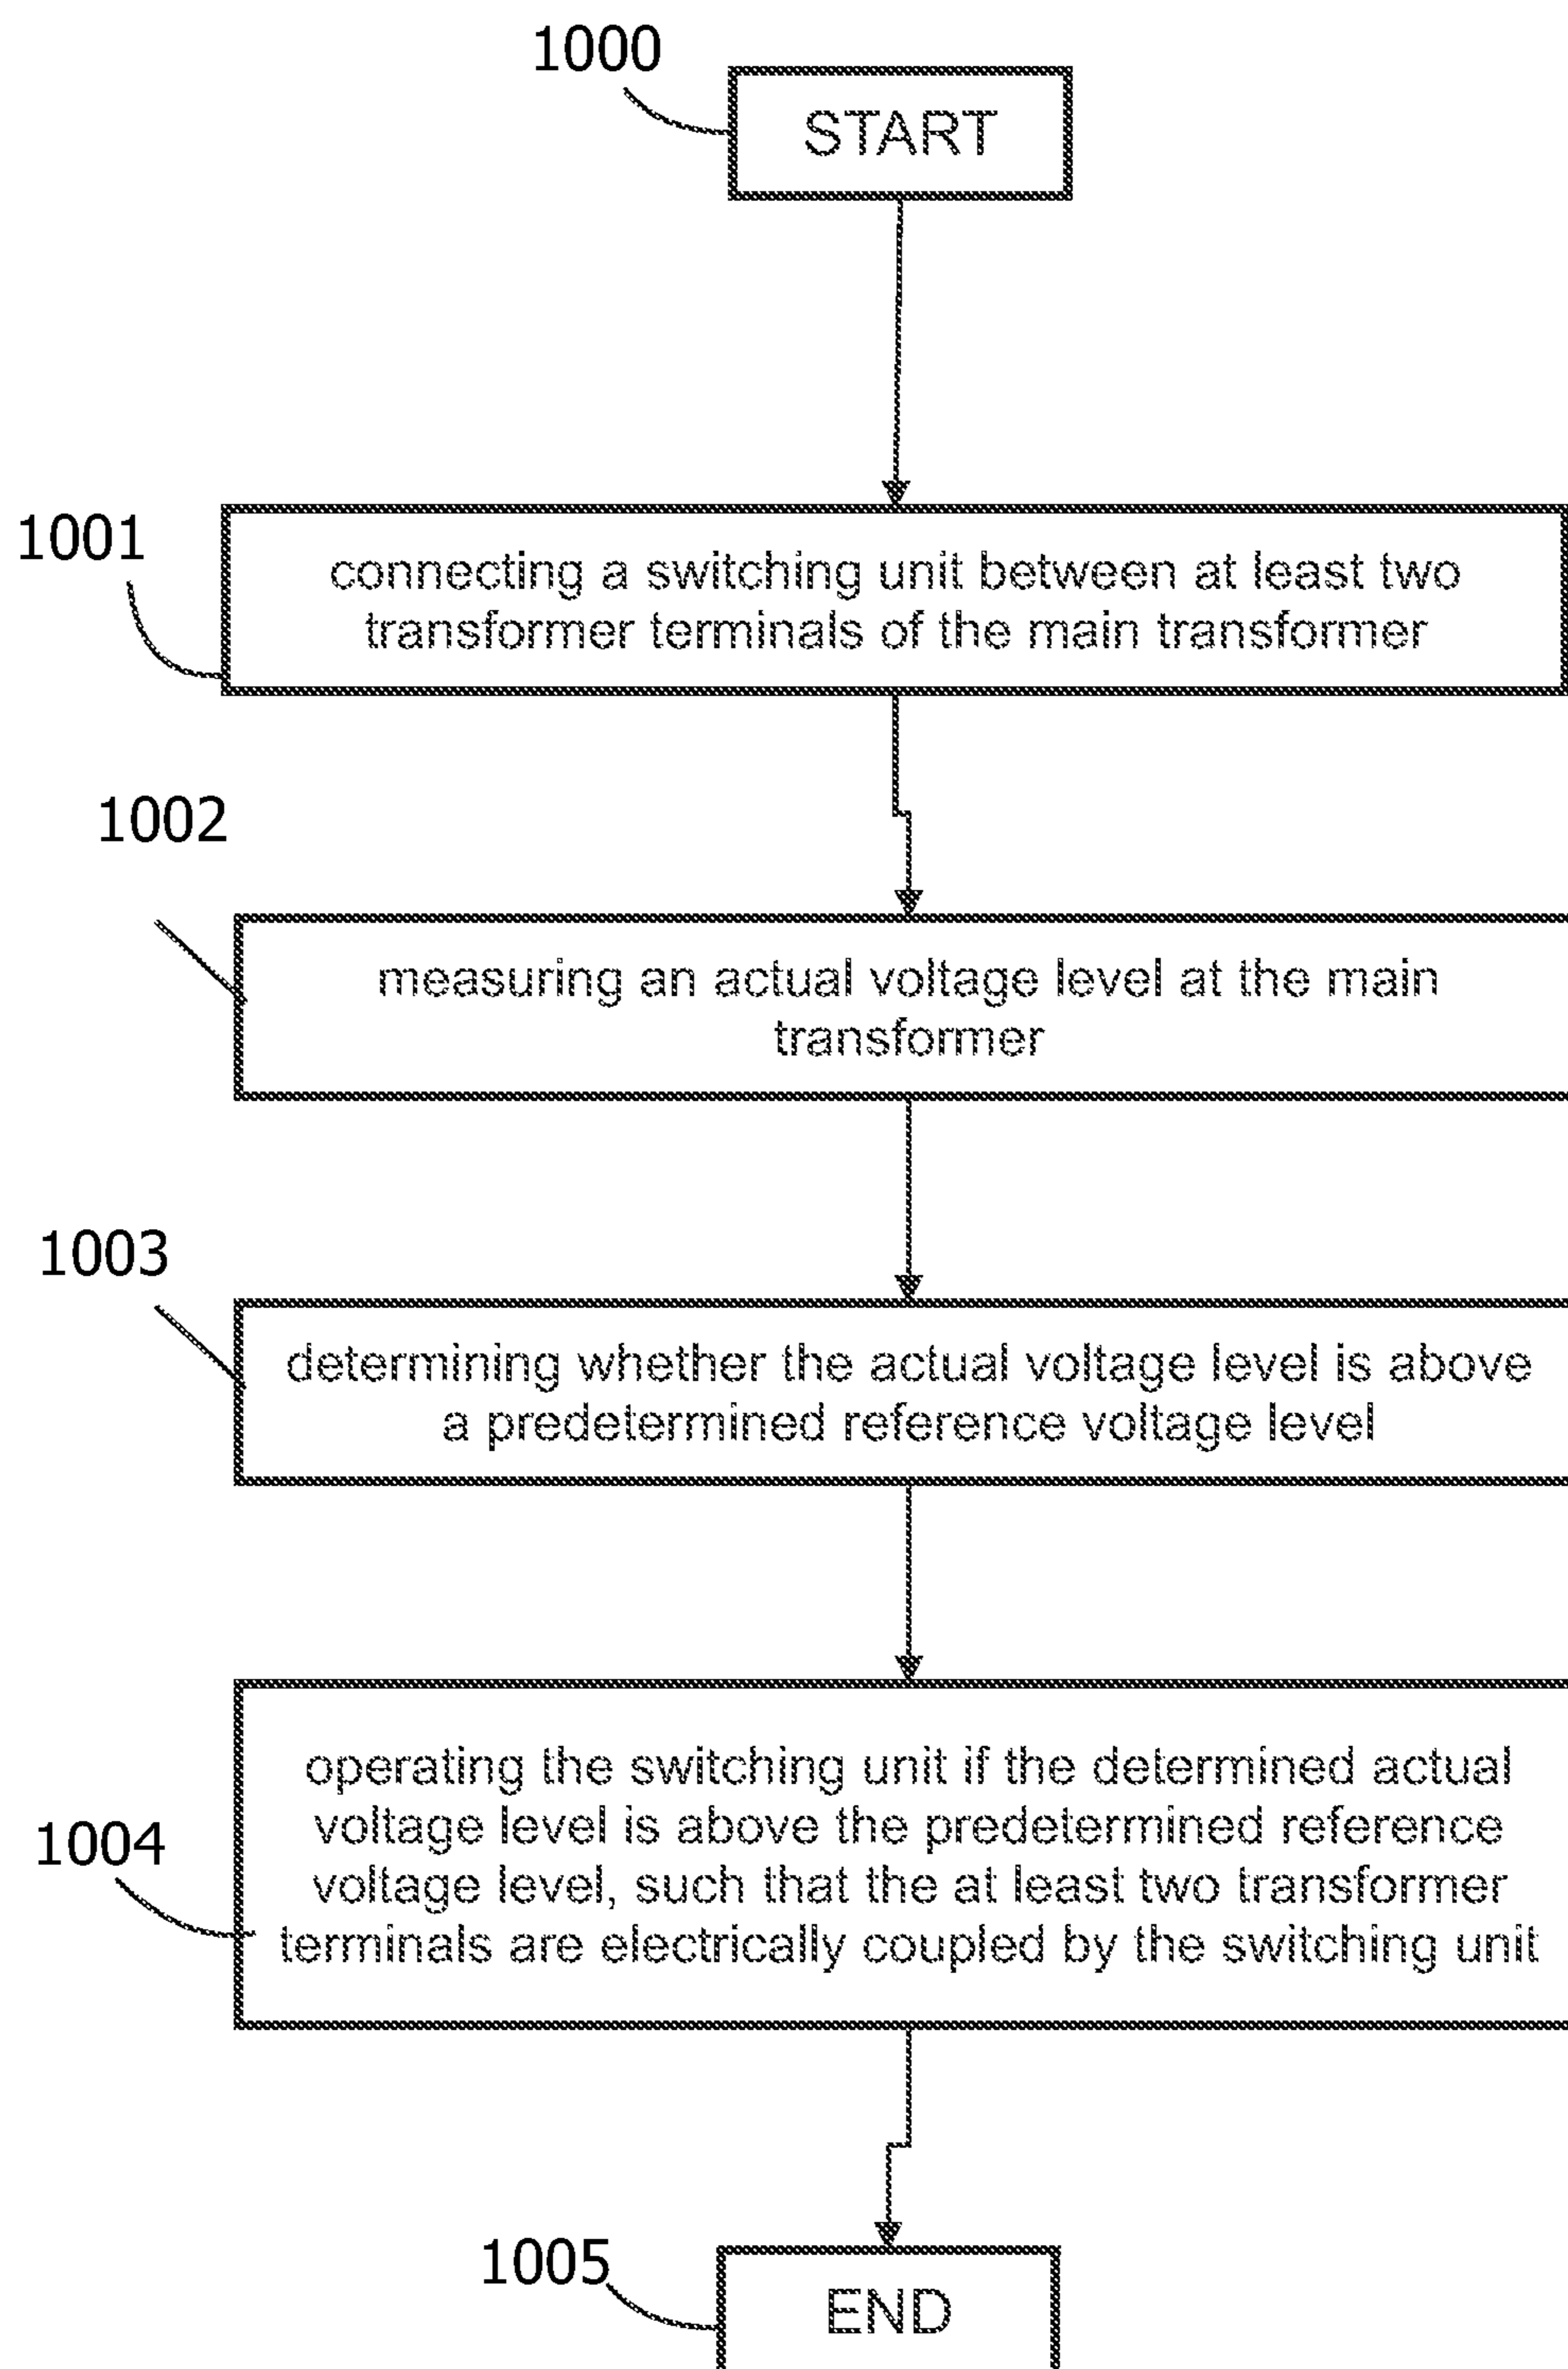 1000
START
1001
connecting a switching unit between at least two
transformer terminals of the main transformer
1002
measuring an actual voltage level at the main
transformer
1003
determining whether the actual voltage level is above
a predetermined reference voltage level
1004
operating the switching unit if the determined actual
voltage level is above the predetermined reference
voltage level, such that the at least two transformer
terminals are electrically coupled by the switching unit
1005
END